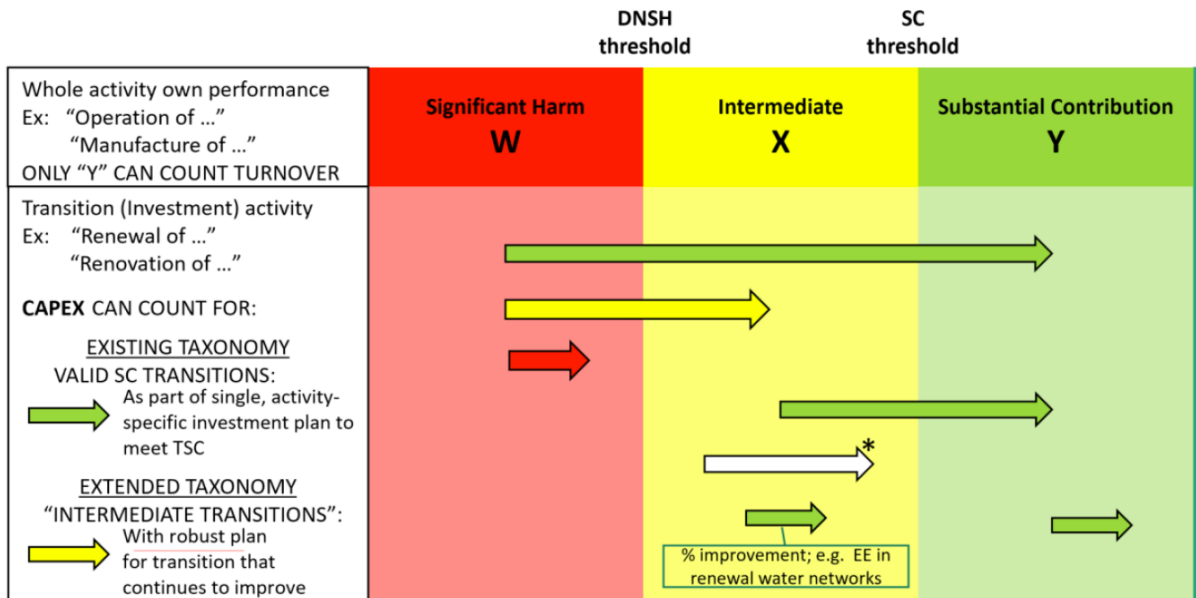 DNSH
threshold
SC
threshold
Whole activity own performance
Ex: “Operation of ...”
“Manufacture of ...”
ONLY “Y” CAN COUNT TURNOVER
Significant Harm
W
Intermediate
X
Substantial Contribution
Y
Transition (Investment) activity
Ex: “Renewal of ...”
“Renovation of ...”
CAPEX CAN COUNT FOR:
EXISTING TAXONOMY
VALID SC TRANSITIONS:
As part of single, activity-
specific investment plan to
meet TSC
EXTENDED TAXONOMY
“INTERMEDIATE TRANSITIONS”:
With robust plan
for transition that
continues to improve
*
% improvement; e.g. EE in
renewal water networks